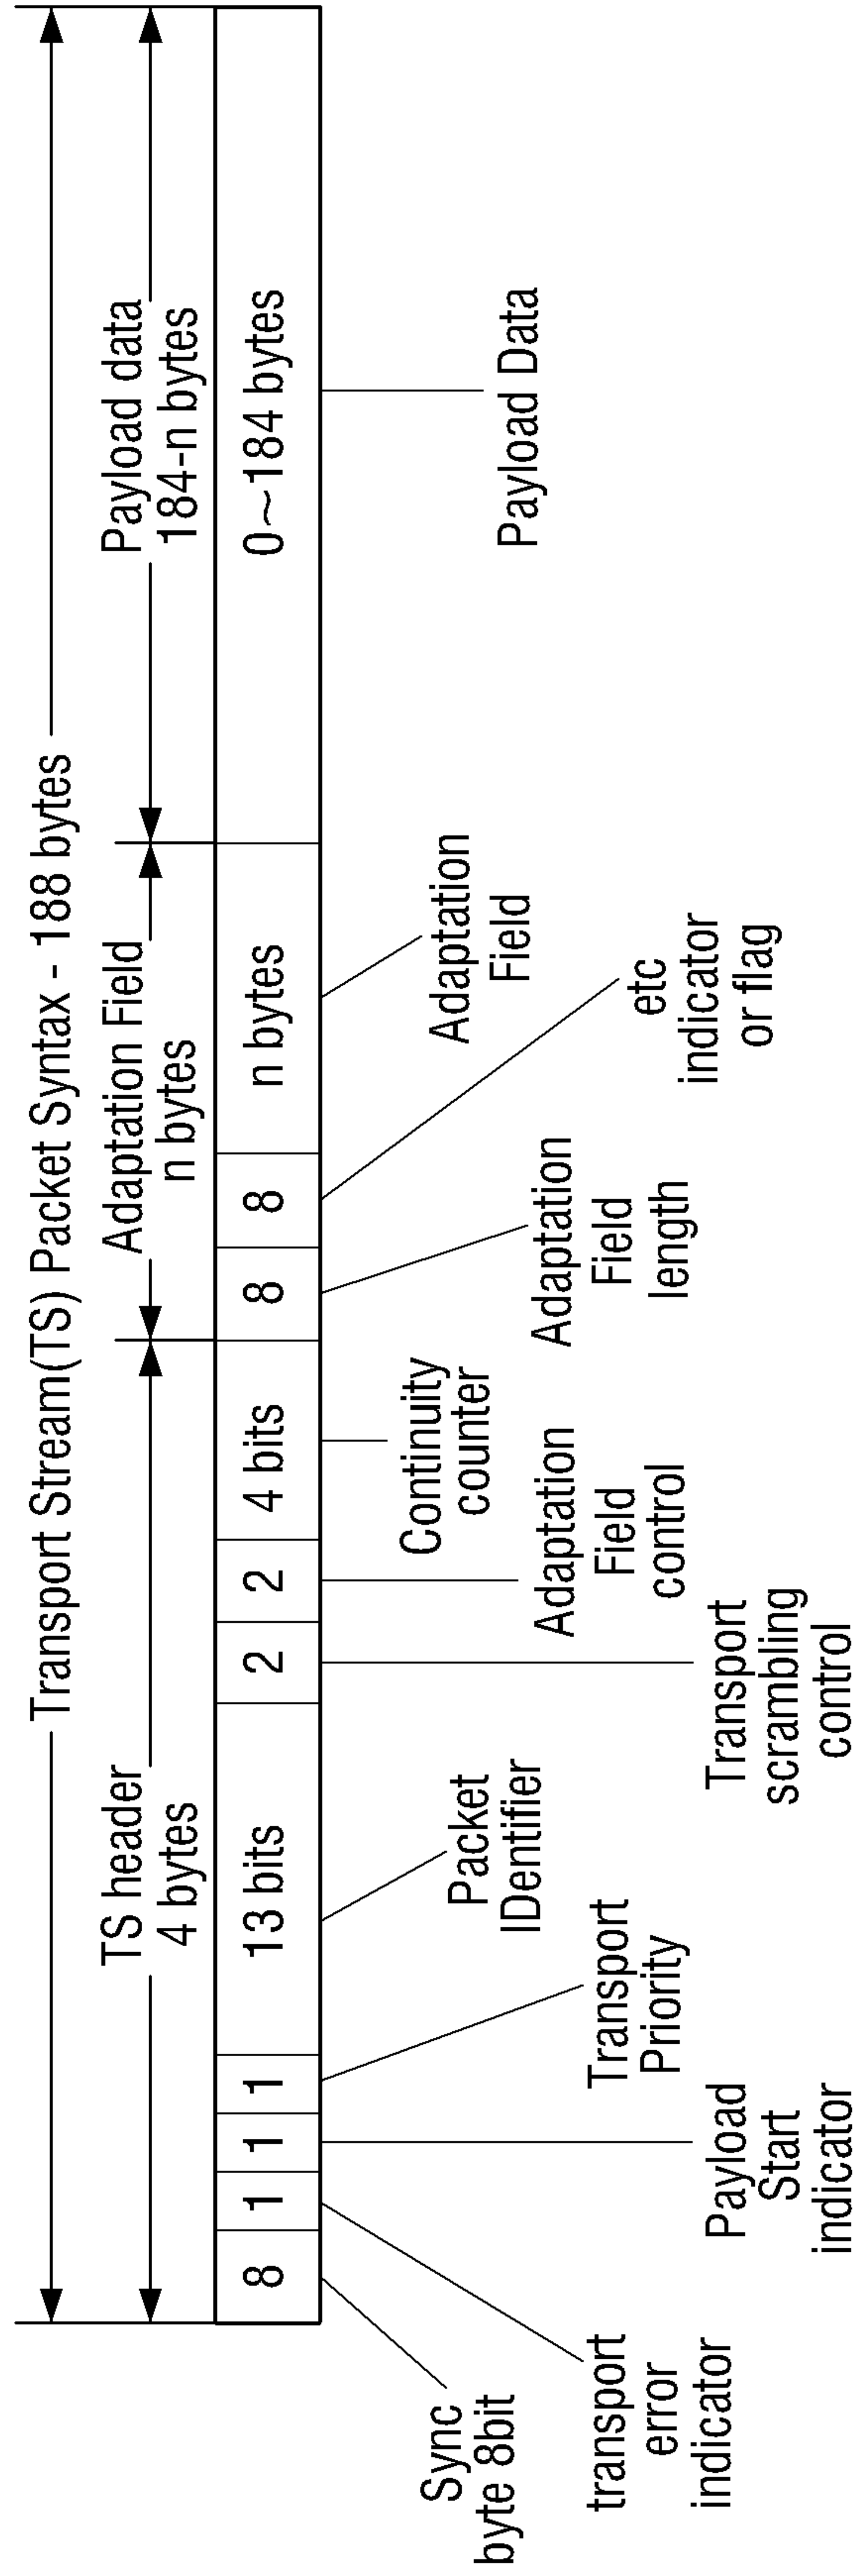 Transport Stream(TS) Packet Syntax - 188 bytes
TS header
4 bytes
Adaptation Field
n bytes
Payload data
184-n bytes
8
1
1
1
13 bits
2
2
4 bits
8
8
n bytes
0~184 bytes
Sync
byte 8bit
transport
error
indicator
Payload
Start
indicator
Transport
Priority
Packet
IDentifier
Transport
scrambling
control
Adaptation
Field
control
Continuity
counter
Adaptation
Field
length
etc
indicator
or flag
Adaptation
Field
Payload Data